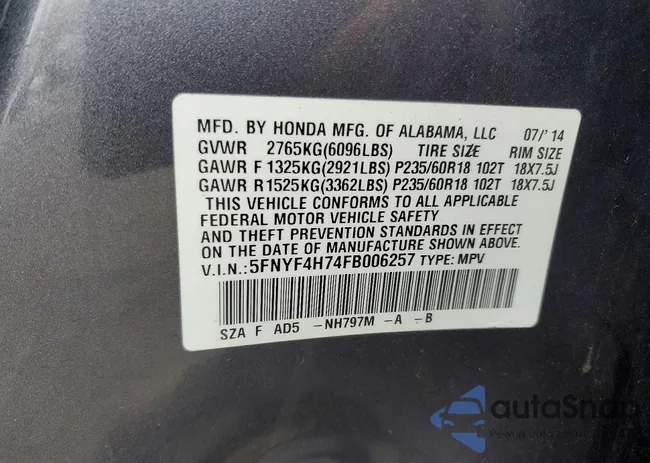 MFD. BY HONDA MFG. OF ALABAMA, LLC 07/'14
GVWR 2765KG(6096LBS) TIRE SIZE RIM SIZE
GAWR F 1325KG(2921LBS) P235/60R18 102T 18X7.5J
GAWR R 1525KG(3362LBS) P235/60R18 102T 18X7.5J
THIS VEHICLE CONFORMS TO ALL APPLICABLE
FEDERAL MOTOR VEHICLE SAFETY
AND THEFT PREVENTION STANDARDS IN EFFECT
ON THE DATE OF MANUFACTURE SHOWN ABOVE.
V.I.N.:5FNYF4H74FB006257 TYPE: MPV
SZA F AD5 -NH797M -A -B
autaSnap